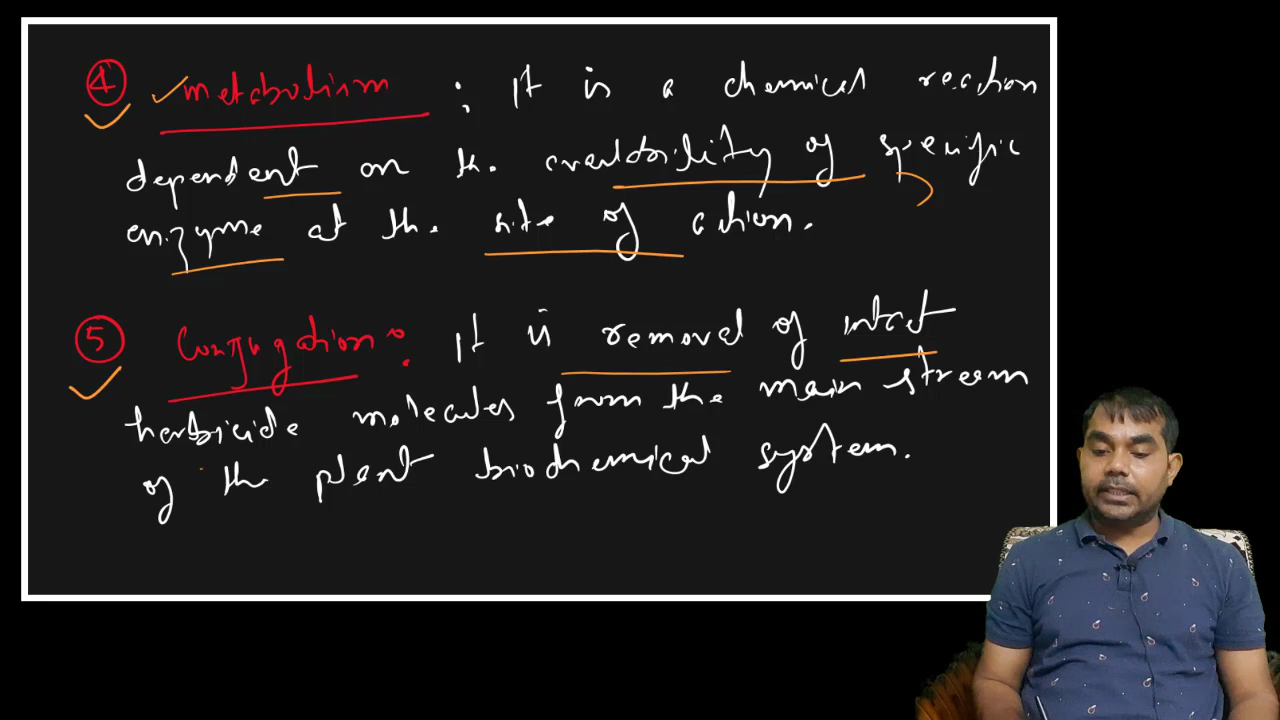 ④ metabolism : It is a chemical reaction
dependent on the availability of specific
enzyme at the site of action.
⑤ Conjugation : It is removal of intact
herbicide molecules from the main stream
of the plant biochemical system.